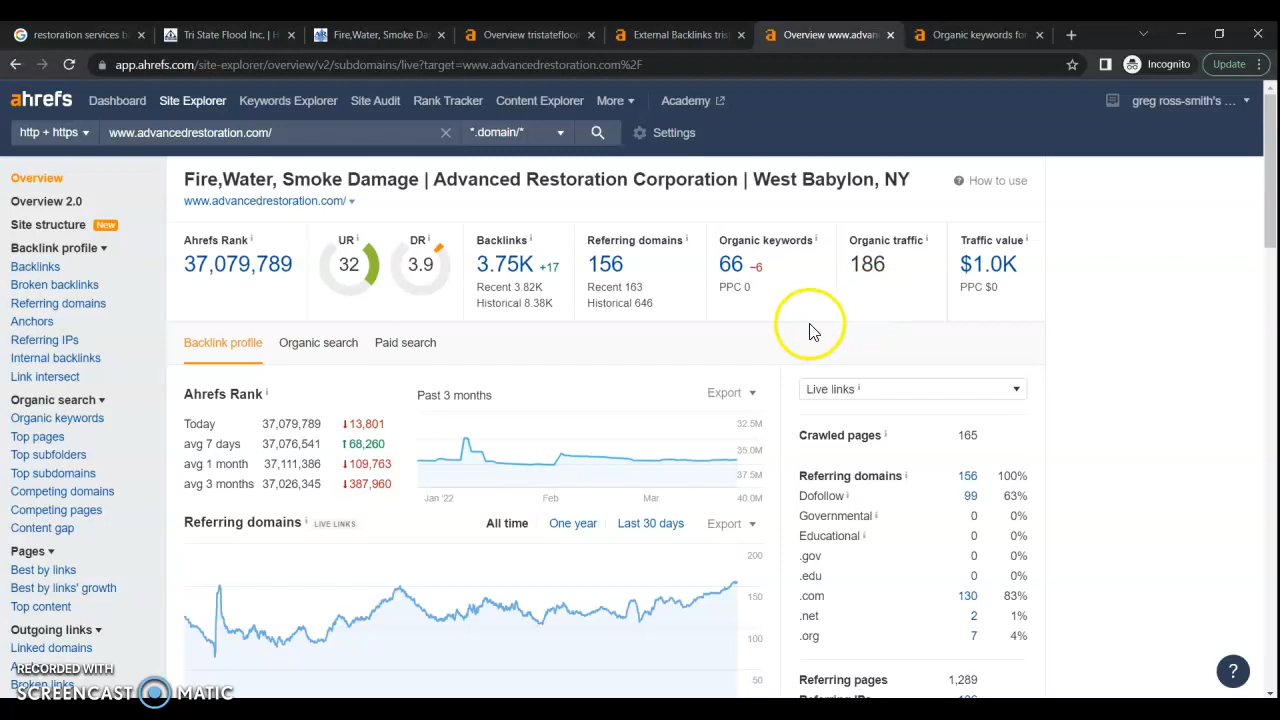 restoration services b
Tri State Flood Inc. | H
Fire,Water, Smoke Da
Overview tristatefloo
External Backlinks tris
Overview www.advanc
Organic keywords for
app.ahrefs.com/site-explorer/overview/v2/subdomains/live?target=www.advancedrestoration.com%2F
Incognito
Update
ahrefs
Dashboard
Site Explorer
Keywords Explorer
Site Audit
Rank Tracker
Content Explorer
More
Academy
greg ross-smith's ...
http + https
www.advancedrestoration.com/
*.domain/*
Settings
Overview
Overview 2.0
Site structure New
Backlink profile
Backlinks
Broken backlinks
Referring domains
Anchors
Referring IPs
Internal backlinks
Link intersect
Organic search
Organic keywords
Top pages
Top subfolders
Top subdomains
Competing domains
Competing pages
Content gap
Pages
Best by links
Best by links' growth
Top content
Outgoing links
Linked domains
Broken links
Fire,Water, Smoke Damage | Advanced Restoration Corporation | West Babylon, NY
How to use
www.advancedrestoration.com/
Ahrefs Rank
37,079,789
UR
32
DR
3.9
Backlinks
3.75K +17
Recent 3.82K
Historical 8.38K
Referring domains
156
Recent 163
Historical 646
Organic keywords
66 −6
PPC 0
Organic traffic
186
Traffic value
$1.0K
PPC $0
Backlink profile
Organic search
Paid search
Ahrefs Rank
Today 37,079,789 ↓13,801
avg 7 days 37,076,541 ↑68,260
avg 1 month 37,111,386 ↓109,763
avg 3 months 37,026,345 ↓387,960
Past 3 months
Export
32.5M
35.0M
37.5M
40.0M
Jan '22
Feb
Mar
Referring domains LIVE LINKS
All time
One year
Last 30 days
Export
200
150
100
50
Live links
Crawled pages 165
Referring domains 156 100%
Dofollow 99 63%
Governmental 0 0%
Educational 0 0%
.gov 0 0%
.edu 0 0%
.com 130 83%
.net 2 1%
.org 7 4%
Referring pages 1,289
?
RECORDED WITH
SCREENCAST MATIC